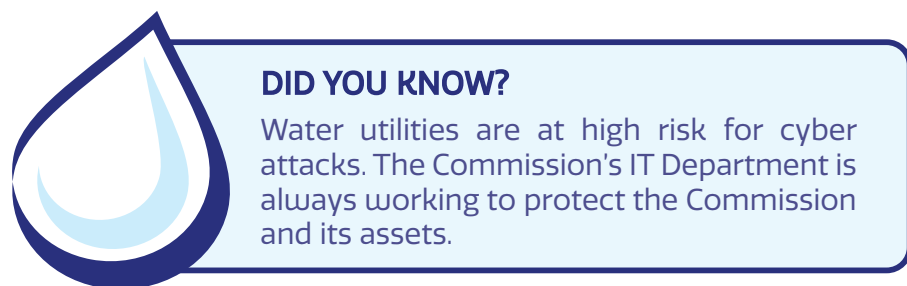 DID YOU KNOW?
Water utilities are at high risk for cyber
attacks. The Commission's IT Department is
always working to protect the Commission
and its assets.